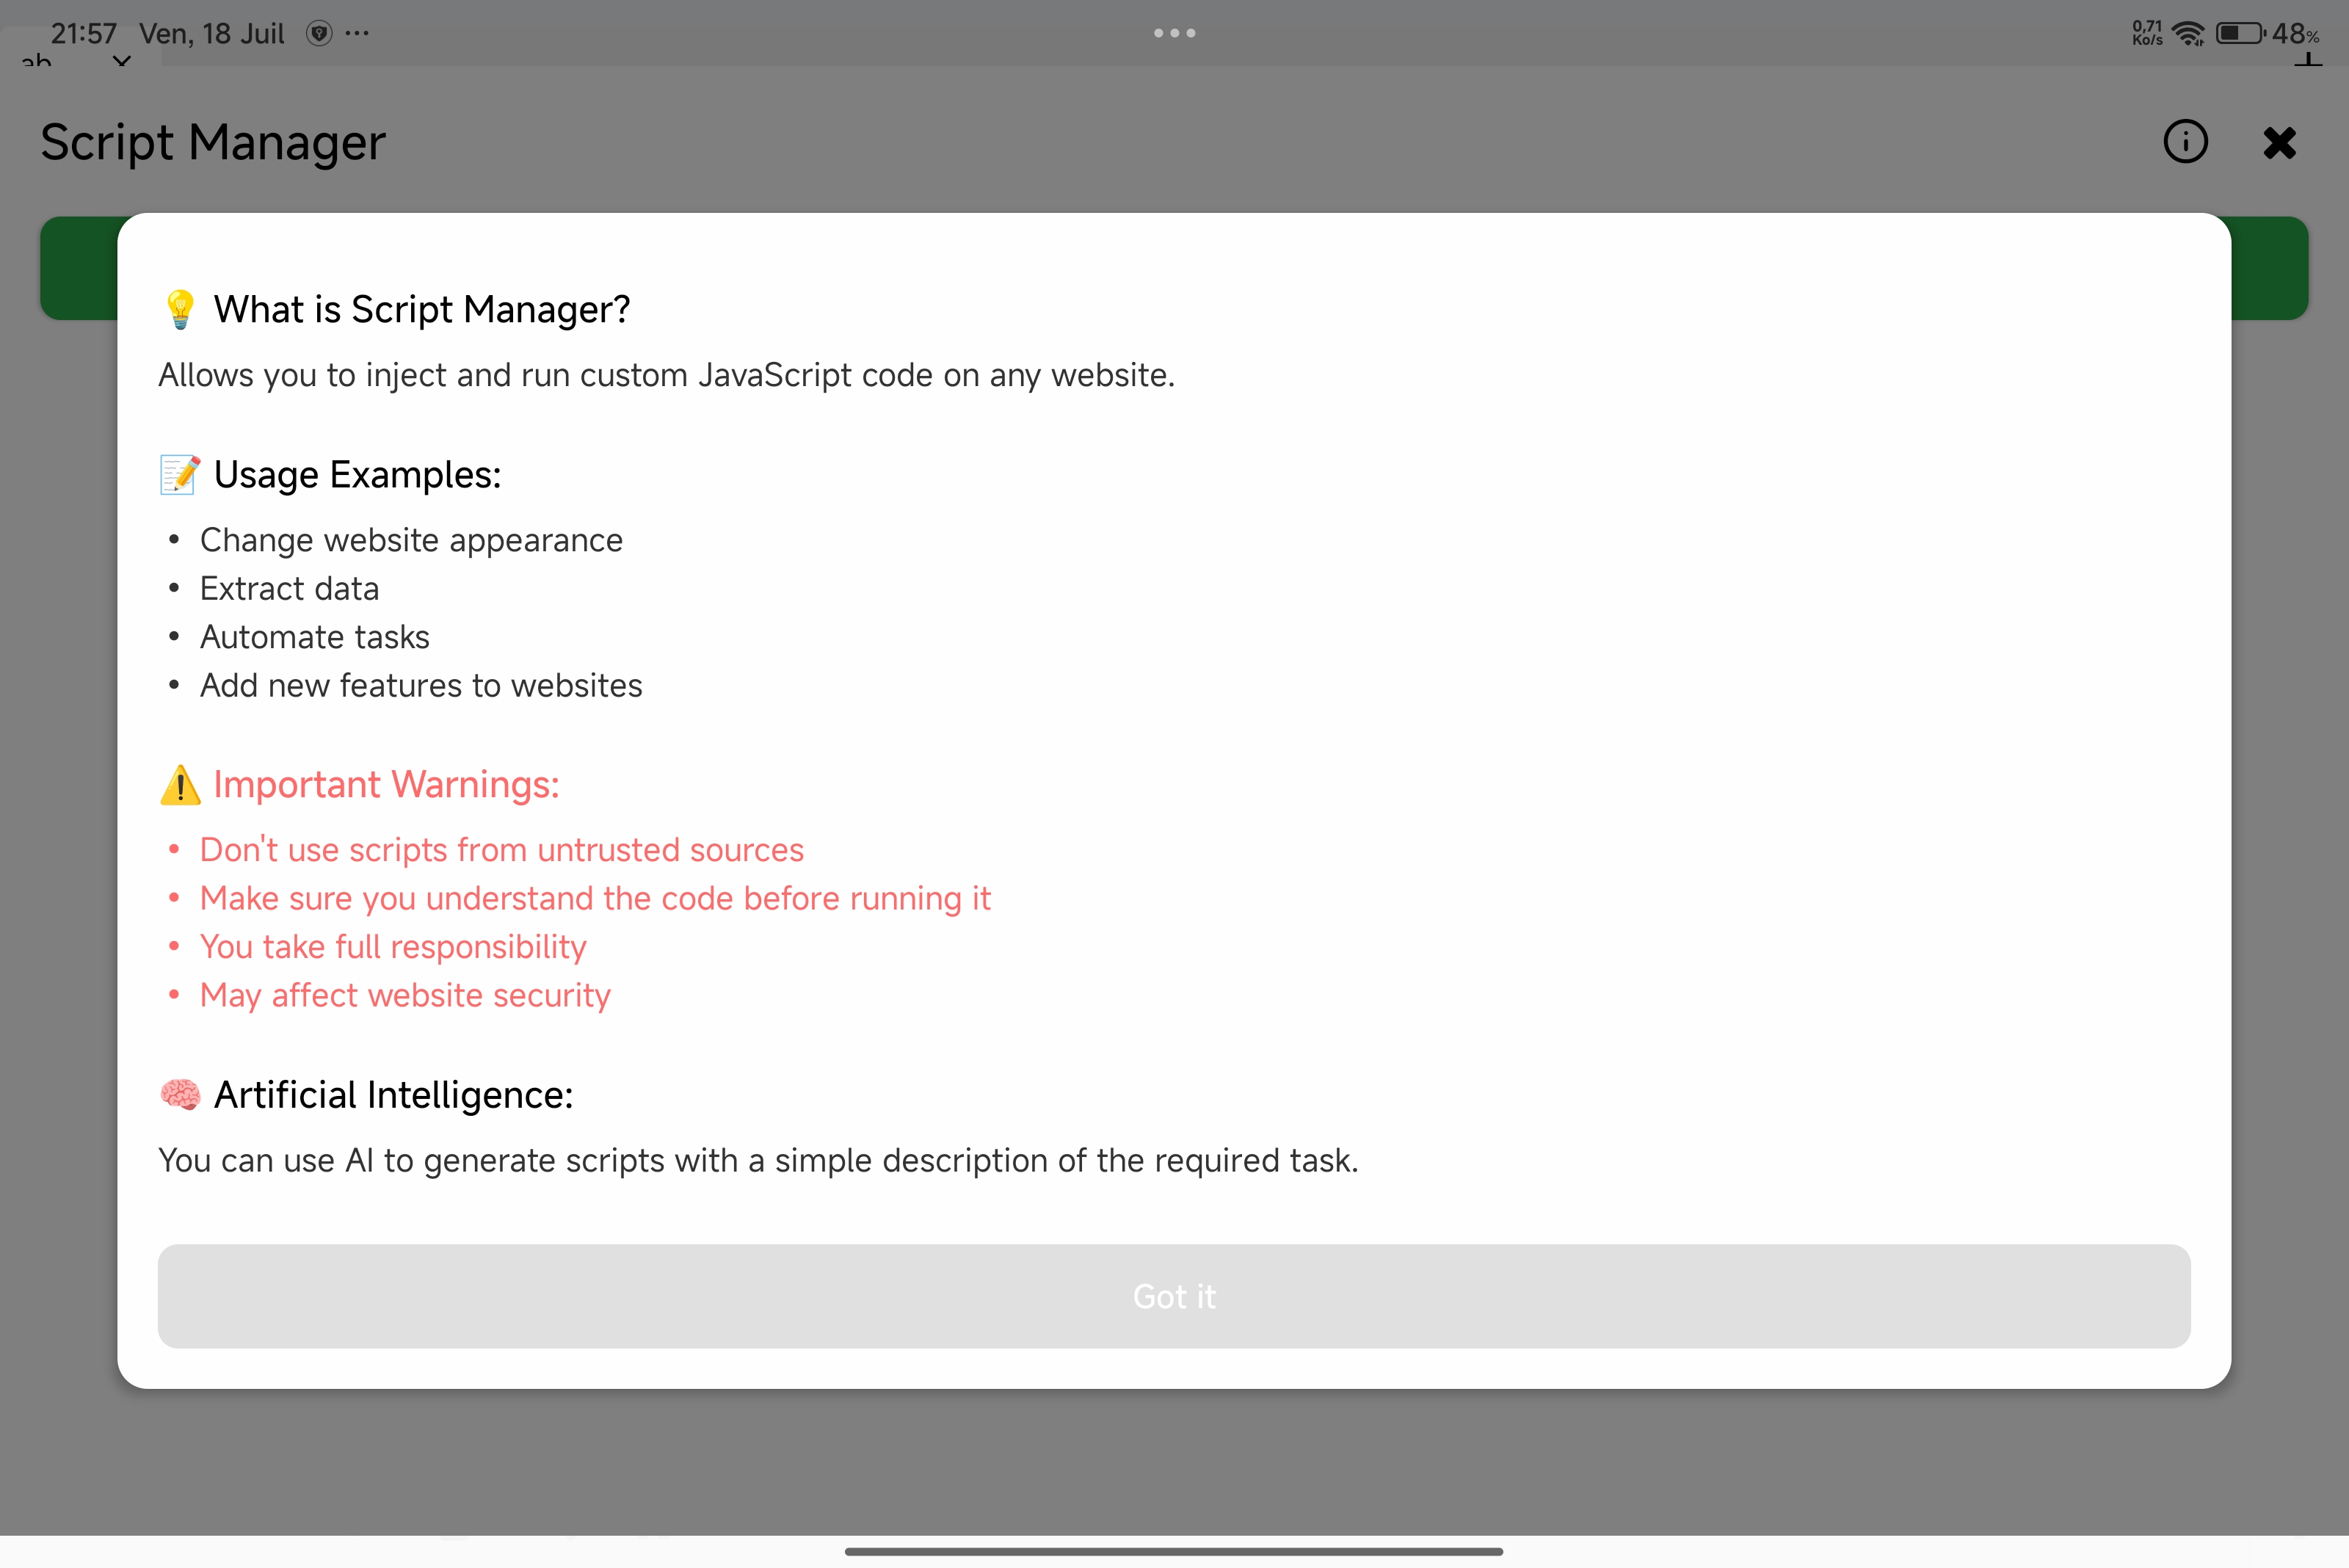 21:57 Ven, 18 Juil
0,71 Ko/s 48%
Script Manager
What is Script Manager?
Allows you to inject and run custom JavaScript code on any website.
Usage Examples:
• Change website appearance
• Extract data
• Automate tasks
• Add new features to websites
Important Warnings:
• Don't use scripts from untrusted sources
• Make sure you understand the code before running it
• You take full responsibility
• May affect website security
Artificial Intelligence:
You can use AI to generate scripts with a simple description of the required task.
Got it